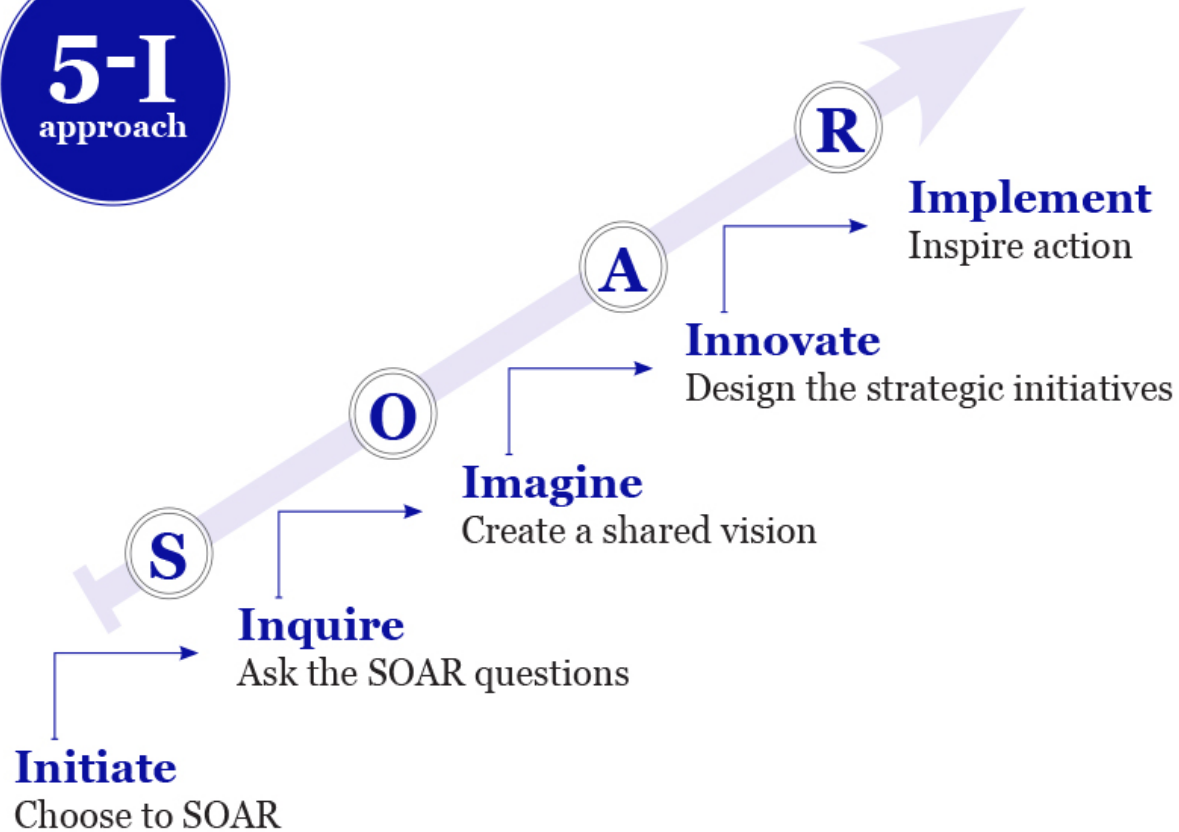 5-I
approach
R
Implement
Inspire action
A
Innovate
Design the strategic initiatives
O
Imagine
Create a shared vision
S
Inquire
Ask the SOAR questions
Initiate
Choose to SOAR